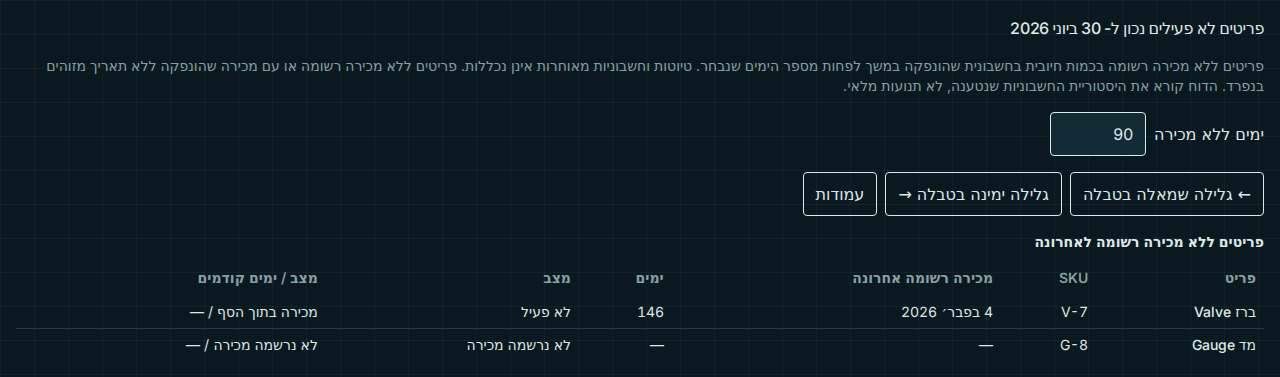 פריטים לא פעילים נכון ל- 30 ביוני 2026
פריטים ללא מכירה רשומה בכמות חיובית בחשבונית שהונפקה במשך לפחות מספר הימים שנבחר. טיוטות וחשבוניות מאוחרות אינן נכללות. פריטים ללא מכירה רשומה או עם מכירה שהונפקה ללא תאריך מזוהים
בנפרד. הדוח קורא את היסטוריית החשבוניות שנטענה, לא תנועות מלאי.
ימים ללא מכירה 90
← גלילה שמאלה בטבלה גלילה ימינה בטבלה → עמודות
פריטים ללא מכירה רשומה לאחרונה
פריט SKU מכירה רשומה אחרונה ימים מצב מצב / ימים קודמים
ברז Valve V-7 4 בפבר׳ 2026 146 לא פעיל מכירה בתוך הסף / —
מד Gauge G-8 — — לא נרשמה מכירה לא נרשמה מכירה / —